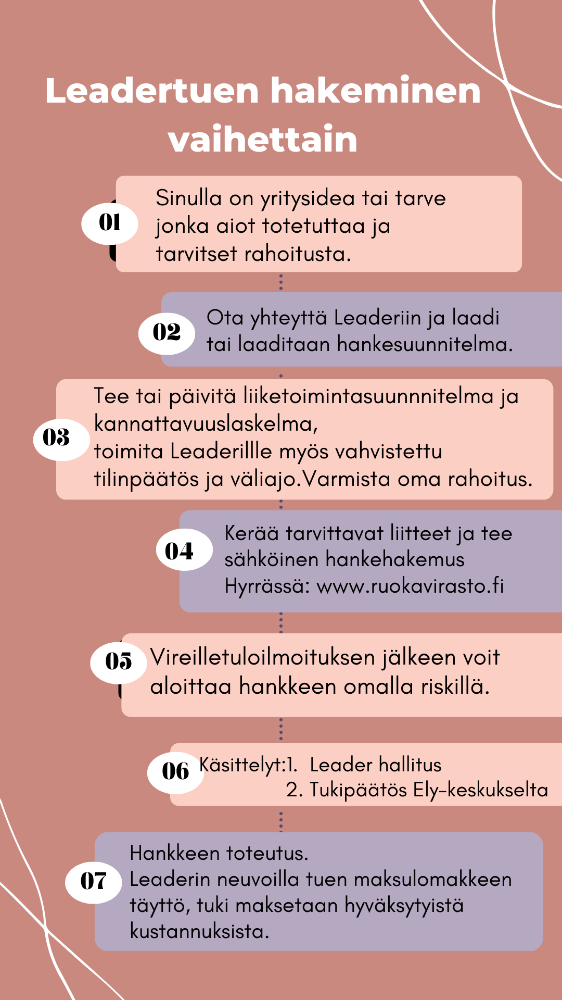 Leadertuen hakeminen
vaihettain
01
Sinulla on yritysidea tai tarve
jonka aiot totetuttaa ja
tarvitset rahoitusta.
02
Ota yhteyttä Leaderiin ja laadi
tai laaditaan hankesuunnitelma.
03
Tee tai päivitä liiketoimintasuunnnitelma ja
kannattavuuslaskelma,
toimita Leaderillle myös vahvistettu
tilinpäätös ja väliajo.Varmista oma rahoitus.
04
Kerää tarvittavat liitteet ja tee
sähköinen hankehakemus
Hyrrässä: www.ruokavirasto.fi
05
Vireilletuloilmoituksen jälkeen voit
aloittaa hankkeen omalla riskillä.
06
Käsittelyt:1. Leader hallitus
2. Tukipäätös Ely-keskukselta
07
Hankkeen toteutus.
Leaderin neuvoilla tuen maksulomakkeen
täyttö, tuki maksetaan hyväksytyistä
kustannuksista.